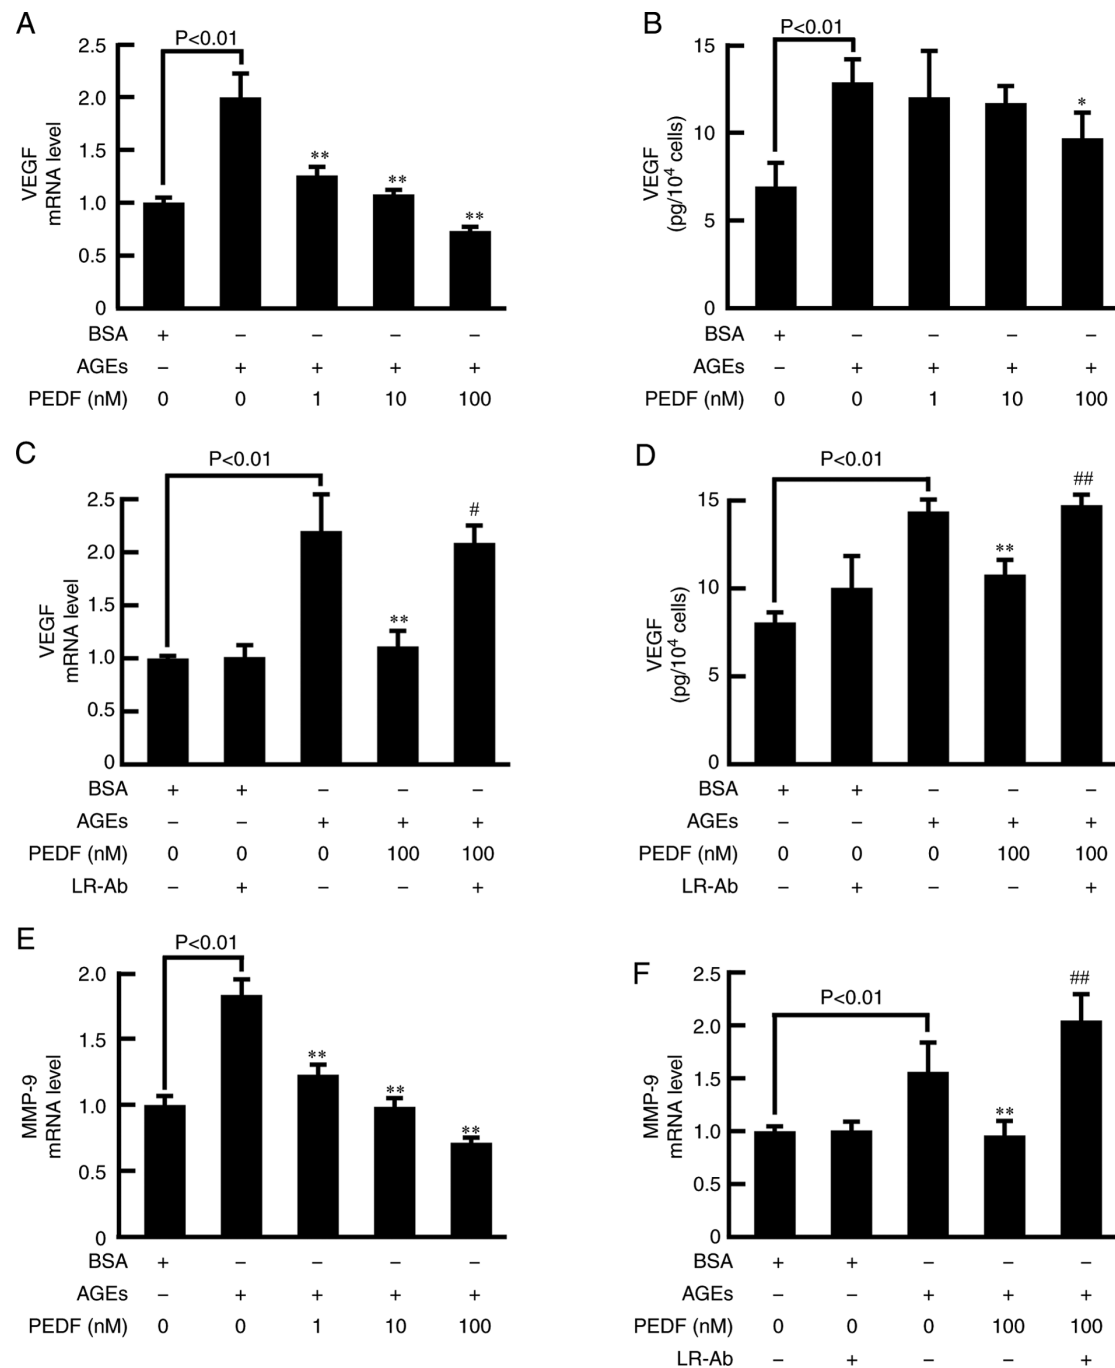 A
P<0.01
2.5
2.0
1.5
1.0
0.5
0
VEGF
mRNA level
**
**
**
BSA + – – – –
AGEs – + + + +
PEDF (nM) 0 0 1 10 100
B
P<0.01
15
10
5
0
VEGF
(pg/10⁴ cells)
*
BSA + – – – –
AGEs – + + + +
PEDF (nM) 0 0 1 10 100
C
P<0.01
2.5
2.0
1.5
1.0
0.5
0
VEGF
mRNA level
**
#
BSA + + – – –
AGEs – – + + +
PEDF (nM) 0 0 0 100 100
LR-Ab – + – – +
D
P<0.01
15
10
5
0
VEGF
(pg/10⁴ cells)
**
##
BSA + + – – –
AGEs – – + + +
PEDF (nM) 0 0 0 100 100
LR-Ab – + – – +
E
P<0.01
2.0
1.5
1.0
0.5
0
MMP-9
mRNA level
**
**
**
BSA + – – – –
AGEs – + + + +
PEDF (nM) 0 0 1 10 100
F
P<0.01
2.5
2.0
1.5
1.0
0.5
0
MMP-9
mRNA level
**
##
BSA + + – – –
AGEs – – + + +
PEDF (nM) 0 0 0 100 100
LR-Ab – + – – +